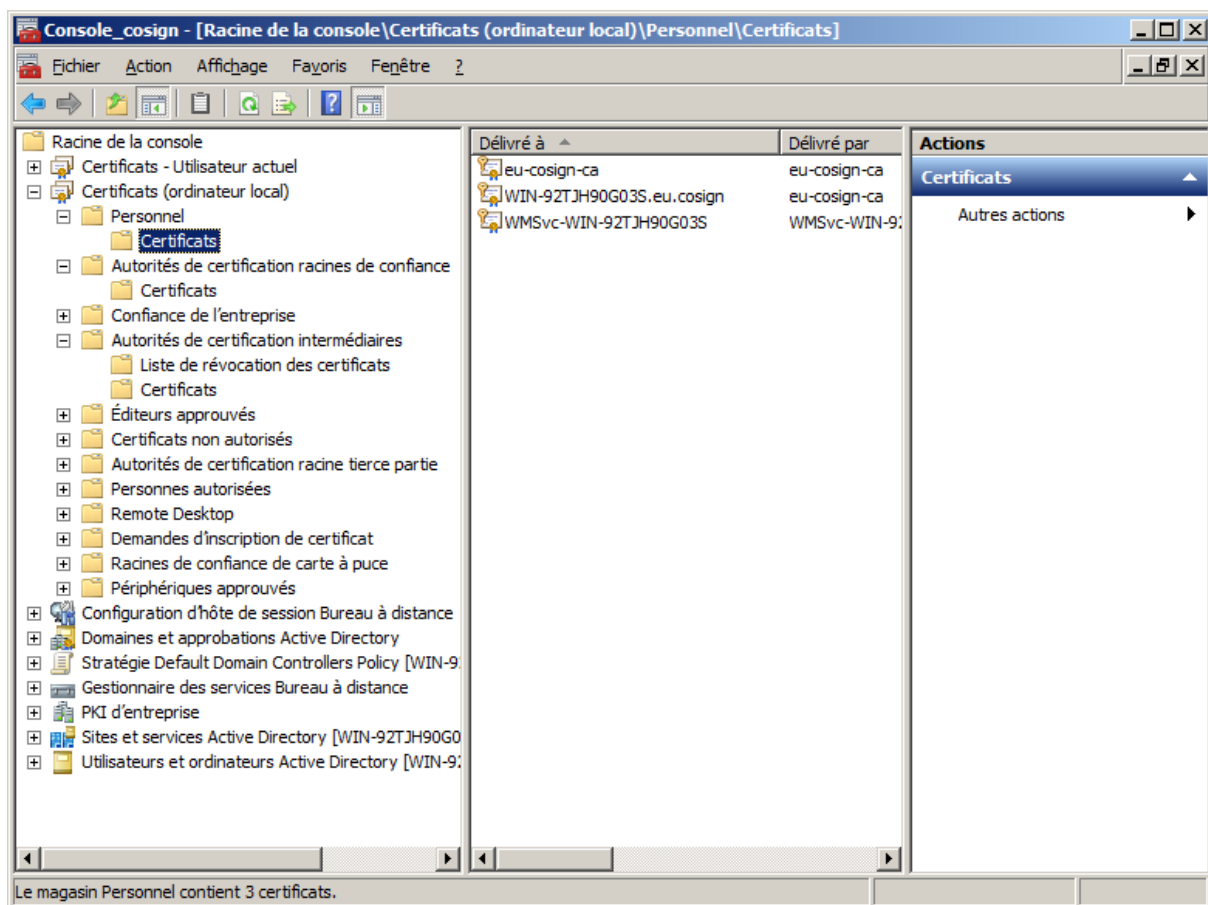 Console_cosign - [Racine de la console\Certificats (ordinateur local)\Personnel\Certificats]
Fichier Action Affichage Favoris Fenêtre ?
Racine de la console
Certificats - Utilisateur actuel
Certificats (ordinateur local)
Personnel
Certificats
Autorités de certification racines de confiance
Certificats
Confiance de l'entreprise
Autorités de certification intermédiaires
Liste de révocation des certificats
Certificats
Éditeurs approuvés
Certificats non autorisés
Autorités de certification racine tierce partie
Personnes autorisées
Remote Desktop
Demandes d'inscription de certificat
Racines de confiance de carte à puce
Périphériques approuvés
Configuration d'hôte de session Bureau à distance
Domaines et approbations Active Directory
Stratégie Default Domain Controllers Policy [WIN-9
Gestionnaire des services Bureau à distance
PKI d'entreprise
Sites et services Active Directory [WIN-92TJH90G0
Utilisateurs et ordinateurs Active Directory [WIN-9
Délivré à Délivré par
eu-cosign-ca eu-cosign-ca
WIN-92TJH90G03S.eu.cosign eu-cosign-ca
WMSvc-WIN-92TJH90G03S WMSvc-WIN-9
Actions
Certificats
Autres actions
Le magasin Personnel contient 3 certificats.